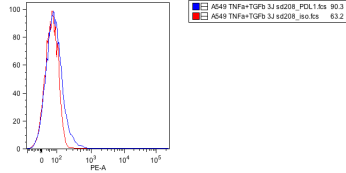 100
80
60
40
20
0
0 10^2 10^3 10^4 10^5
PE-A
A549 TNFa+TGFb 3J sd208_PDL1.fcs 90.3
A549 TNFa+TGFb 3J sd208_iso.fcs 63.2